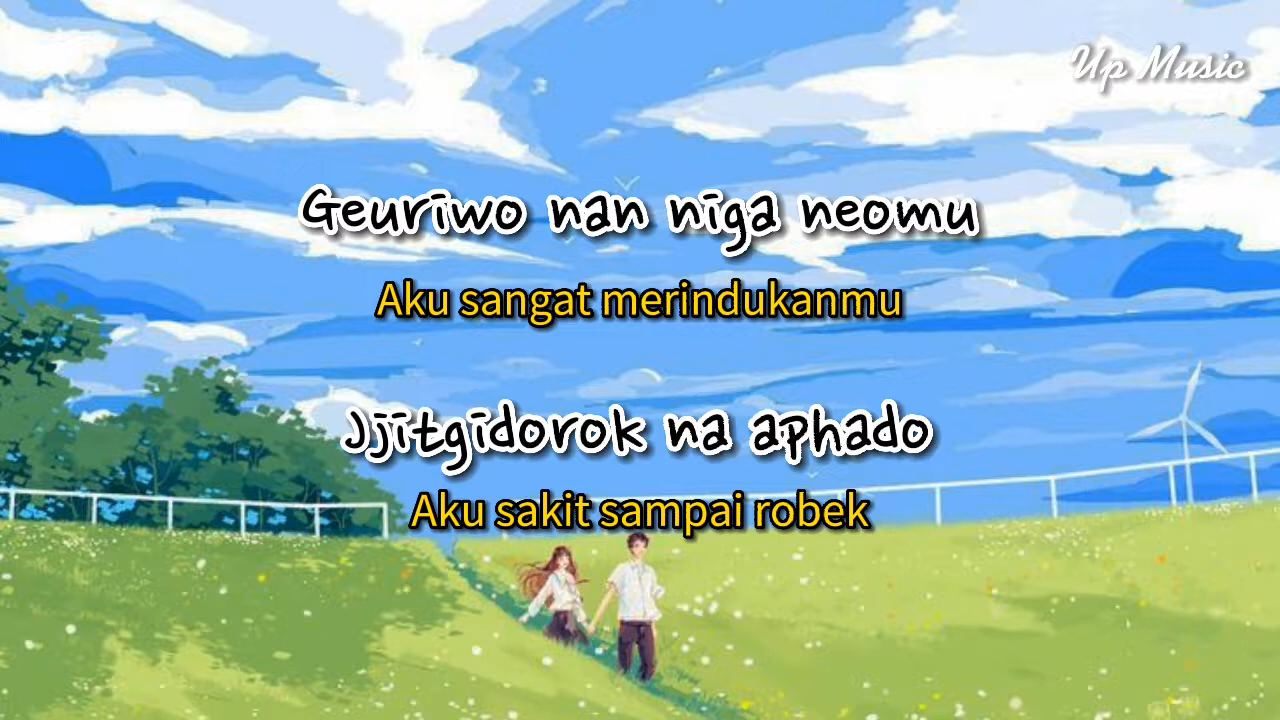 Up Music
Geuriwo nan niga neomu
Aku sangat merindukanmu
Jjitgidorok na aphado
Aku sakit sampai robek